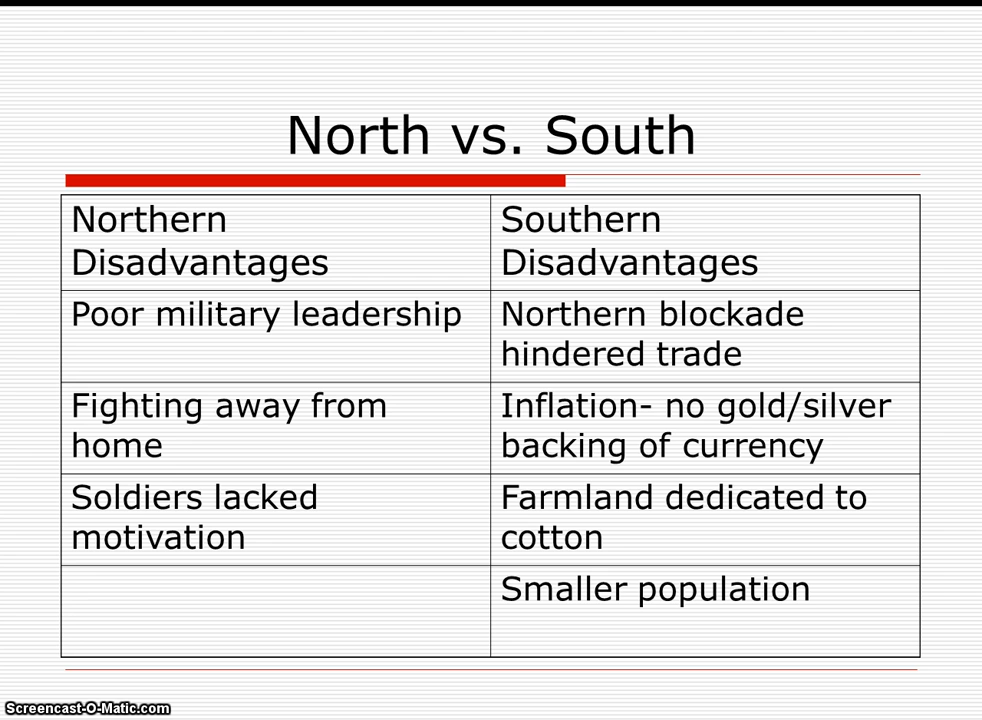 North vs. South
Northern
Disadvantages
Southern
Disadvantages
Poor military leadership
Northern blockade
hindered trade
Fighting away from
home
Inflation- no gold/silver
backing of currency
Soldiers lacked
motivation
Farmland dedicated to
cotton
Smaller population
Screencast-O-Matic.com